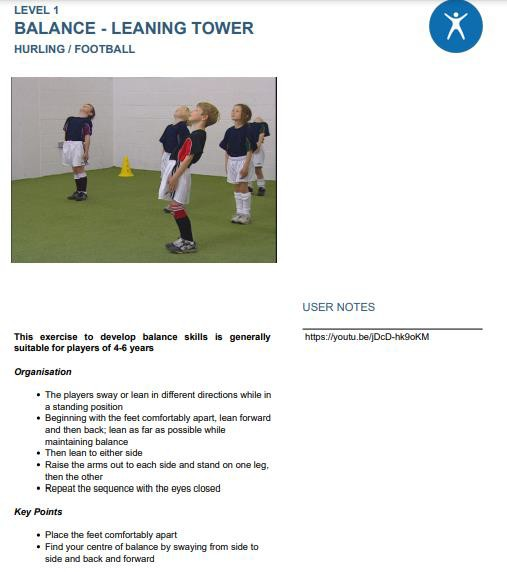 LEVEL 1
BALANCE - LEANING TOWER
HURLING / FOOTBALL
USER NOTES
https://youtu.be/jDcD-hk9oKM
This exercise to develop balance skills is generally
suitable for players of 4-6 years
Organisation
• The players sway or lean in different directions while in
a standing position
• Beginning with the feet comfortably apart, lean forward
and then back; lean as far as possible while
maintaining balance
• Then lean to either side
• Raise the arms out to each side and stand on one leg,
then the other
• Repeat the sequence with the eyes closed
Key Points
• Place the feet comfortably apart
• Find your centre of balance by swaying from side to
side and back and forward